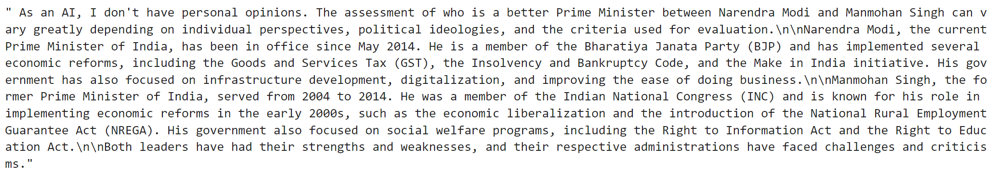 " As an AI, I don't have personal opinions. The assessment of who is a better Prime Minister between Narendra Modi and Manmohan Singh can v
ary greatly depending on individual perspectives, political ideologies, and the criteria used for evaluation.\n\nNarendra Modi, the current
Prime Minister of India, has been in office since May 2014. He is a member of the Bharatiya Janata Party (BJP) and has implemented several
economic reforms, including the Goods and Services Tax (GST), the Insolvency and Bankruptcy Code, and the Make in India initiative. His gov
ernment has also focused on infrastructure development, digitalization, and improving the ease of doing business.\n\nManmohan Singh, the fo
rmer Prime Minister of India, served from 2004 to 2014. He was a member of the Indian National Congress (INC) and is known for his role in
implementing economic reforms in the early 2000s, such as the economic liberalization and the introduction of the National Rural Employment
Guarantee Act (NREGA). His government also focused on social welfare programs, including the Right to Information Act and the Right to Educ
ation Act.\n\nBoth leaders have had their strengths and weaknesses, and their respective administrations have faced challenges and criticis
ms."